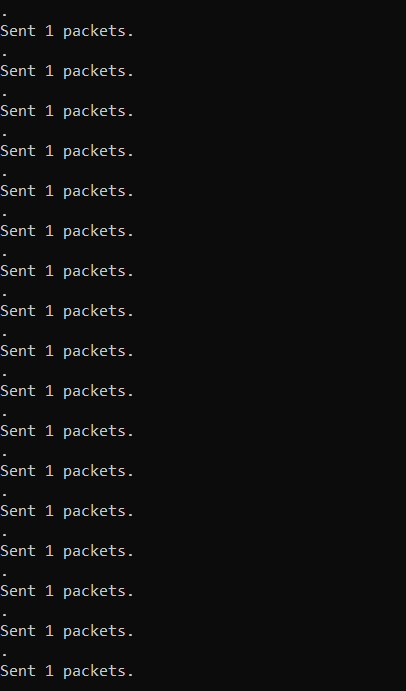 .
Sent 1 packets.
.
Sent 1 packets.
.
Sent 1 packets.
.
Sent 1 packets.
.
Sent 1 packets.
.
Sent 1 packets.
.
Sent 1 packets.
.
Sent 1 packets.
.
Sent 1 packets.
.
Sent 1 packets.
.
Sent 1 packets.
.
Sent 1 packets.
.
Sent 1 packets.
.
Sent 1 packets.
.
Sent 1 packets.
.
Sent 1 packets.
.
Sent 1 packets.